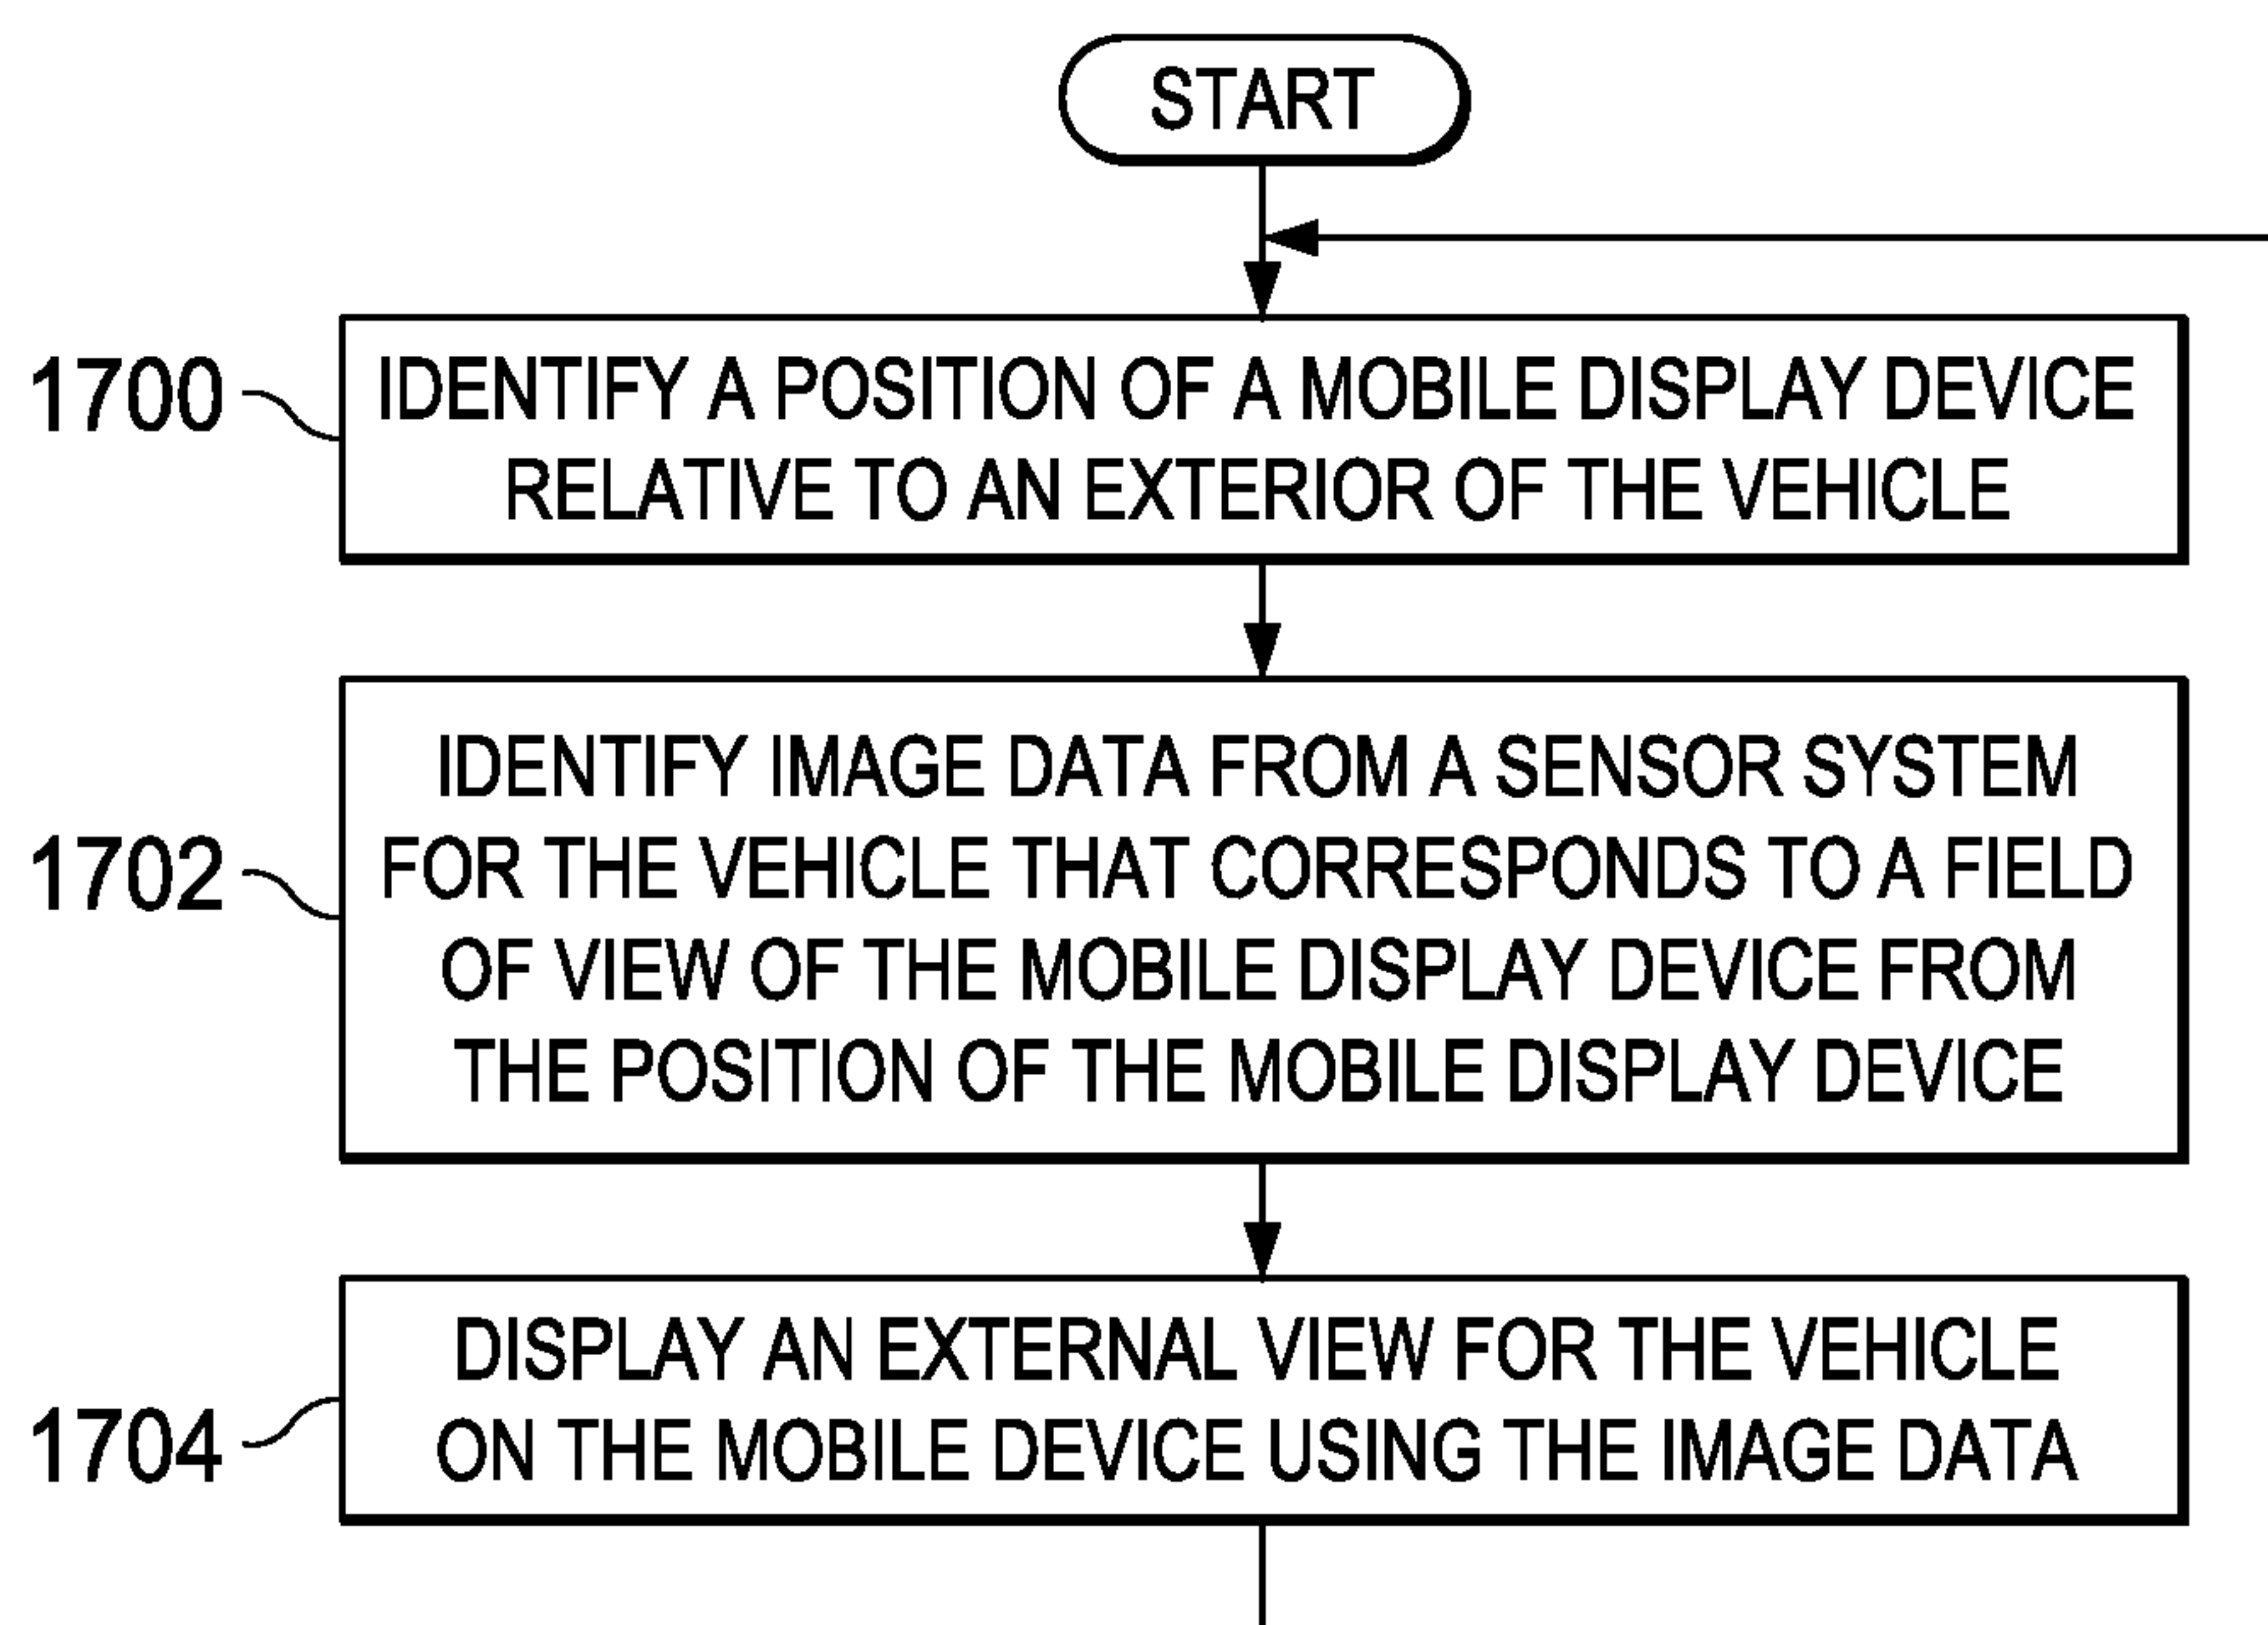 START
1700
IDENTIFY A POSITION OF A MOBILE DISPLAY DEVICE
RELATIVE TO AN EXTERIOR OF THE VEHICLE
1702
IDENTIFY IMAGE DATA FROM A SENSOR SYSTEM
FOR THE VEHICLE THAT CORRESPONDS TO A FIELD
OF VIEW OF THE MOBILE DISPLAY DEVICE FROM
THE POSITION OF THE MOBILE DISPLAY DEVICE
1704
DISPLAY AN EXTERNAL VIEW FOR THE VEHICLE
ON THE MOBILE DEVICE USING THE IMAGE DATA